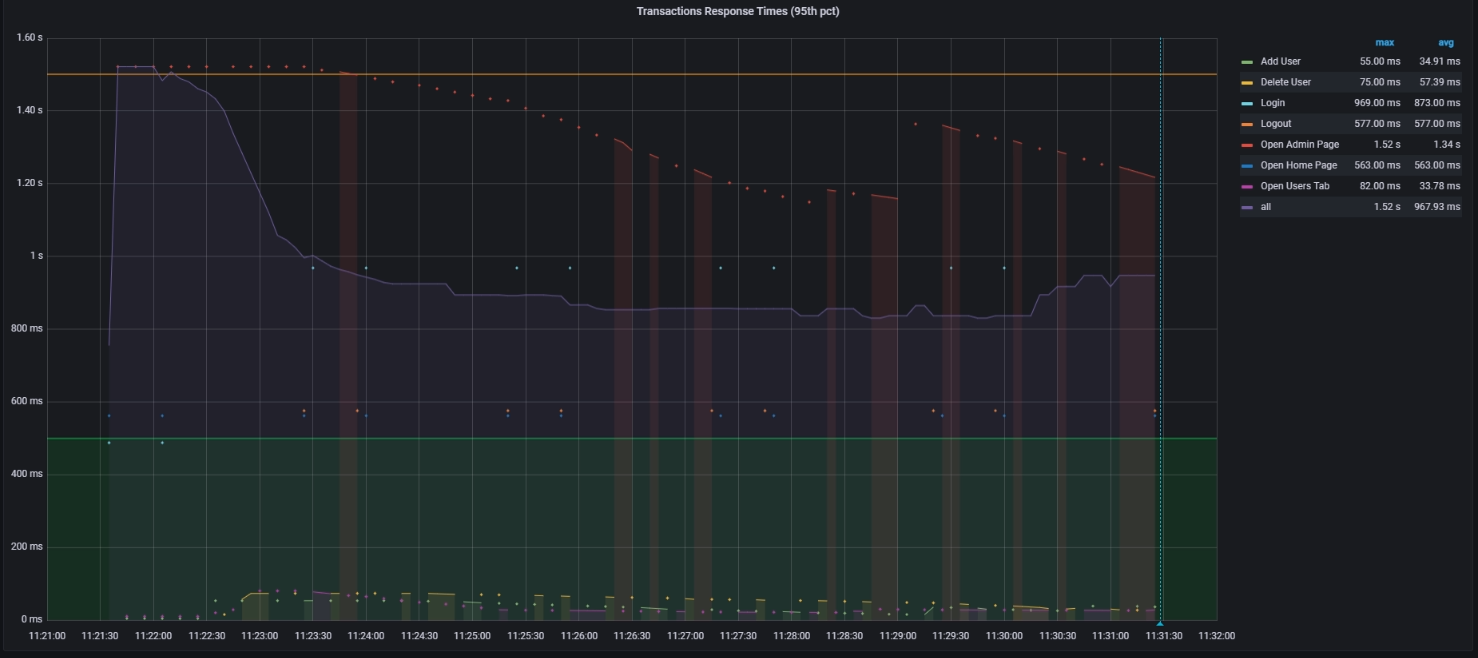 Transactions Response Times (95th pct)
1.60 s
1.40 s
1.20 s
1 s
800 ms
600 ms
400 ms
200 ms
0 ms
11:21:00 11:21:30 11:22:00 11:22:30 11:23:00 11:23:30 11:24:00 11:24:30 11:25:00 11:25:30 11:26:00 11:26:30 11:27:00 11:27:30 11:28:00 11:28:30 11:29:00 11:29:30 11:30:00 11:30:30 11:31:00 11:31:30 11:32:00
max avg
Add User 55.00 ms 34.91 ms
Delete User 75.00 ms 57.39 ms
Login 969.00 ms 873.00 ms
Logout 577.00 ms 577.00 ms
Open Admin Page 1.52 s 1.34 s
Open Home Page 563.00 ms 563.00 ms
Open Users Tab 82.00 ms 33.78 ms
all 1.52 s 967.93 ms